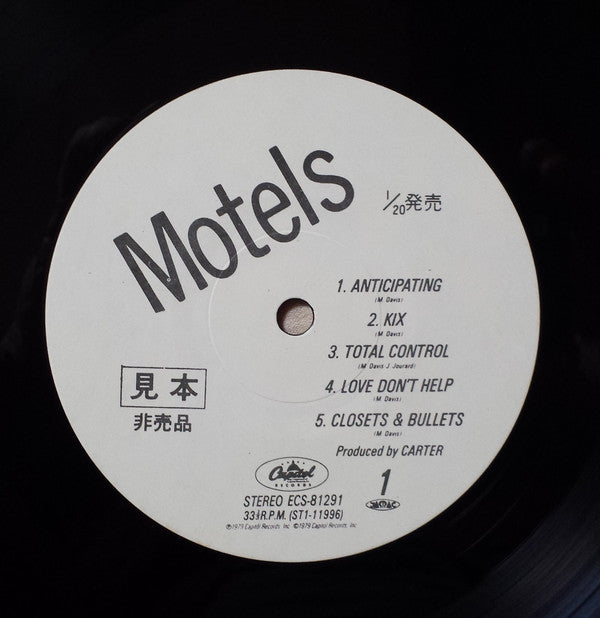 Motels
1/20発売
1. ANTICIPATING
(M. Davis)
2. KIX
(M. Davis)
3. TOTAL CONTROL
(M. Davis J. Jourard)
4. LOVE DON'T HELP
(M. Davis)
5. CLOSETS & BULLETS
(M. Davis)
Produced by CARTER
見本
非売品
Capitol
RECORDS
1
STEREO ECS-81291
33⅓R.P.M. (ST1-11996)
℗1979 Capitol Records, Inc. ©1979 Capitol Records, Inc.